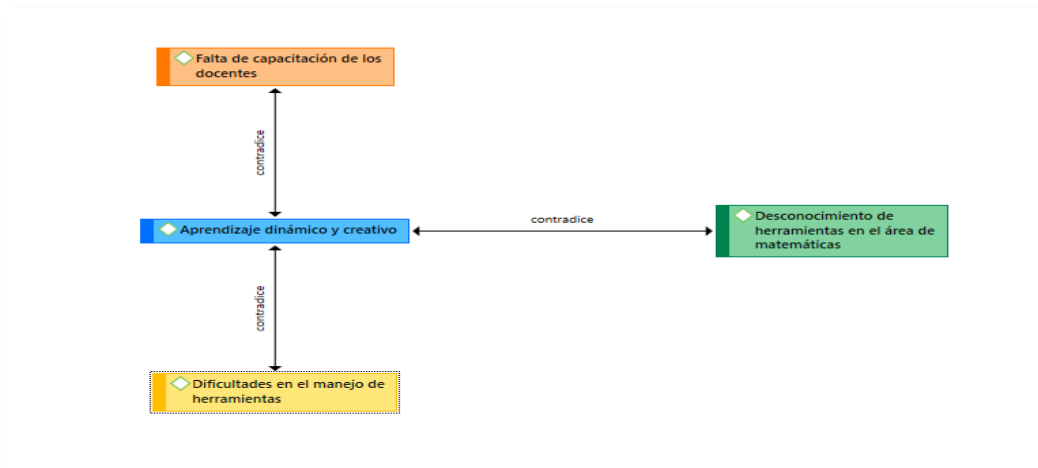 Falta de capacitación de los
docentes
contradice
Aprendizaje dinámico y creativo
contradice
Desconocimiento de
herramientas en el área de
matemáticas
contradice
Dificultades en el manejo de
herramientas